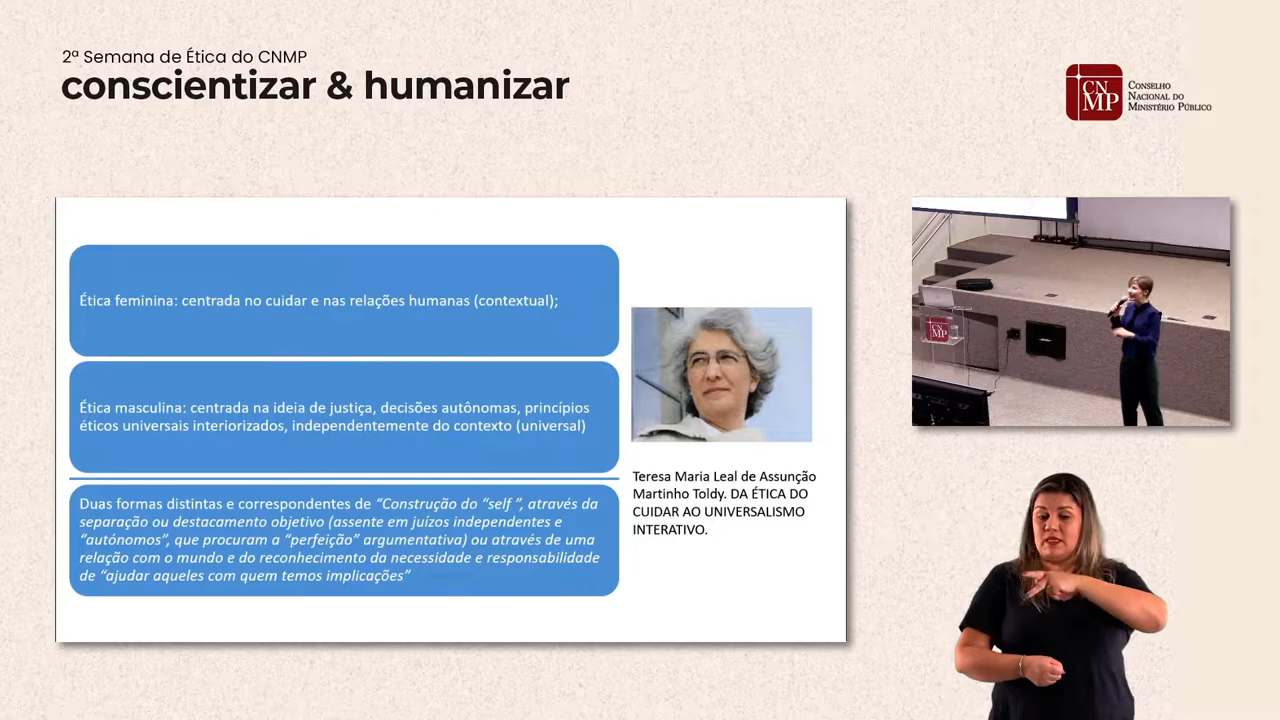 2ª Semana de Ética do CNMP
conscientizar & humanizar
CN
MP
CONSELHO
NACIONAL DO
MINISTÉRIO PÚBLICO
Ética feminina: centrada no cuidar e nas relações humanas (contextual);
Ética masculina: centrada na ideia de justiça, decisões autônomas, princípios
éticos universais interiorizados, independentemente do contexto (universal)
Duas formas distintas e correspondentes de “Construção do “self ”, através da
separação ou destacamento objetivo (assente em juízos independentes e
“autónomos”, que procuram a “perfeição” argumentativa) ou através de uma
relação com o mundo e do reconhecimento da necessidade e responsabilidade
de “ajudar aqueles com quem temos implicações”
Teresa Maria Leal de Assunção
Martinho Toldy. DA ÉTICA DO
CUIDAR AO UNIVERSALISMO
INTERATIVO.
CN
MP